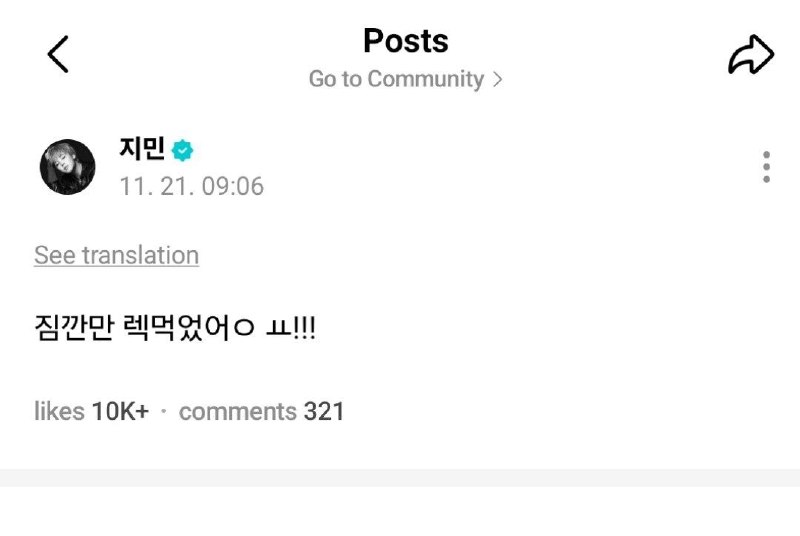 Posts
Go to Community >
지민
11. 21. 09:06
See translation
짐깐만 렉먹었어ㅇ ㅛ!!!
likes 10K+ · comments 321